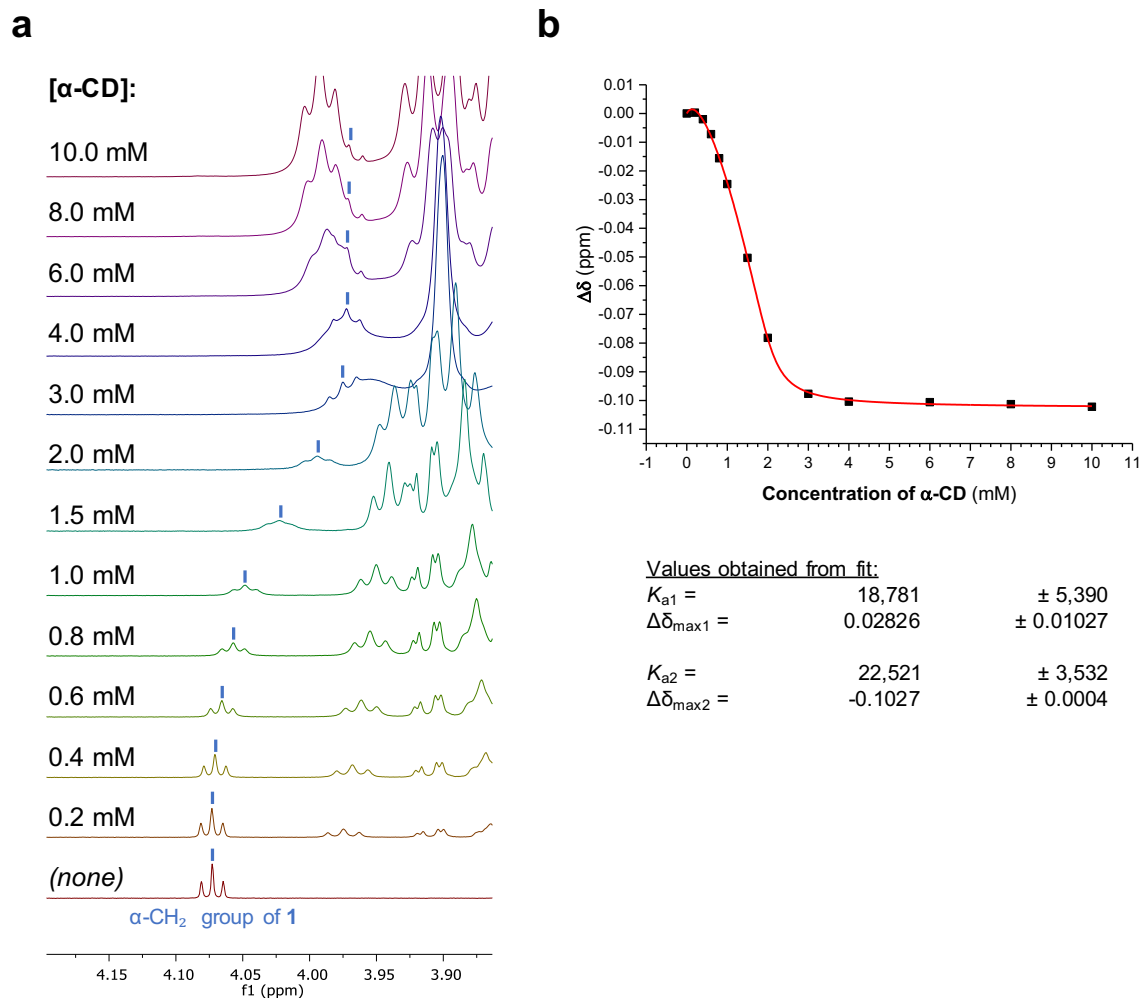 a
[α-CD]:
10.0 mM
8.0 mM
6.0 mM
4.0 mM
3.0 mM
2.0 mM
1.5 mM
1.0 mM
0.8 mM
0.6 mM
0.4 mM
0.2 mM
(none)
α-CH₂ group of 1
4.15 4.10 4.05 4.00 3.95 3.90
f1 (ppm)
b
0.01
0.00
-0.01
-0.02
-0.03
-0.04
-0.05
-0.06
-0.07
-0.08
-0.09
-0.10
-0.11
Δδ (ppm)
-1 0 1 2 3 4 5 6 7 8 9 10 11
Concentration of α-CD (mM)
Values obtained from fit:
Kₐ₁ = 18,781 ± 5,390
Δδmax1 = 0.02826 ± 0.01027
Kₐ₂ = 22,521 ± 3,532
Δδmax2 = -0.1027 ± 0.0004